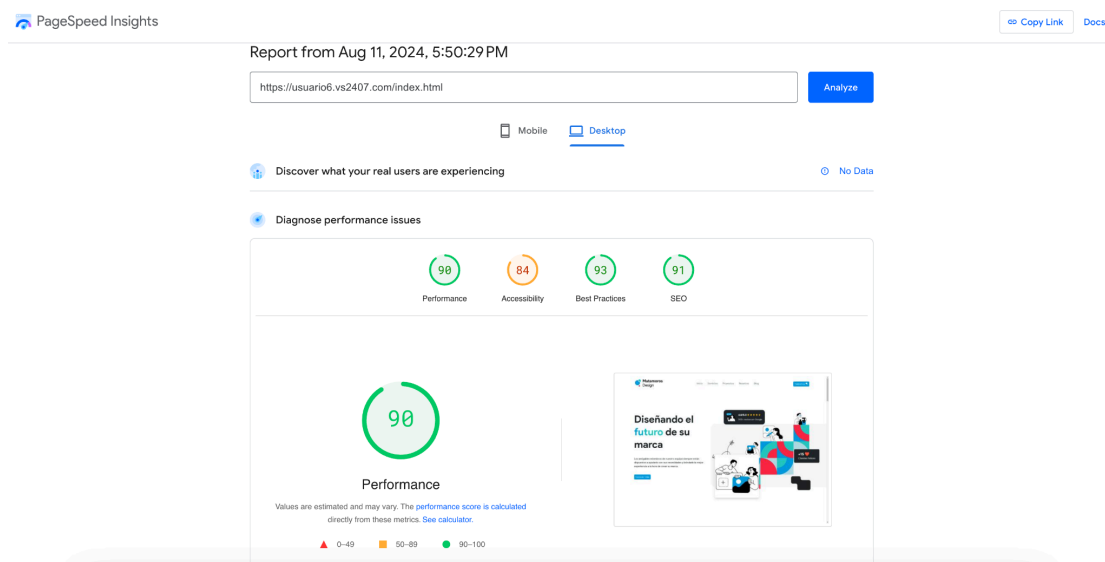 PageSpeed Insights
Copy Link
Docs
Report from Aug 11, 2024, 5:50:29 PM
https://usuario6.vs2407.com/index.html
Analyze
Mobile
Desktop
Discover what your real users are experiencing
No Data
Diagnose performance issues
90
84
93
91
Performance
Accessibility
Best Practices
SEO
90
Performance
Values are estimated and may vary. The performance score is calculated
directly from these metrics. See calculator.
0–49
50–89
90–100
Diseñando el
futuro de su
marca